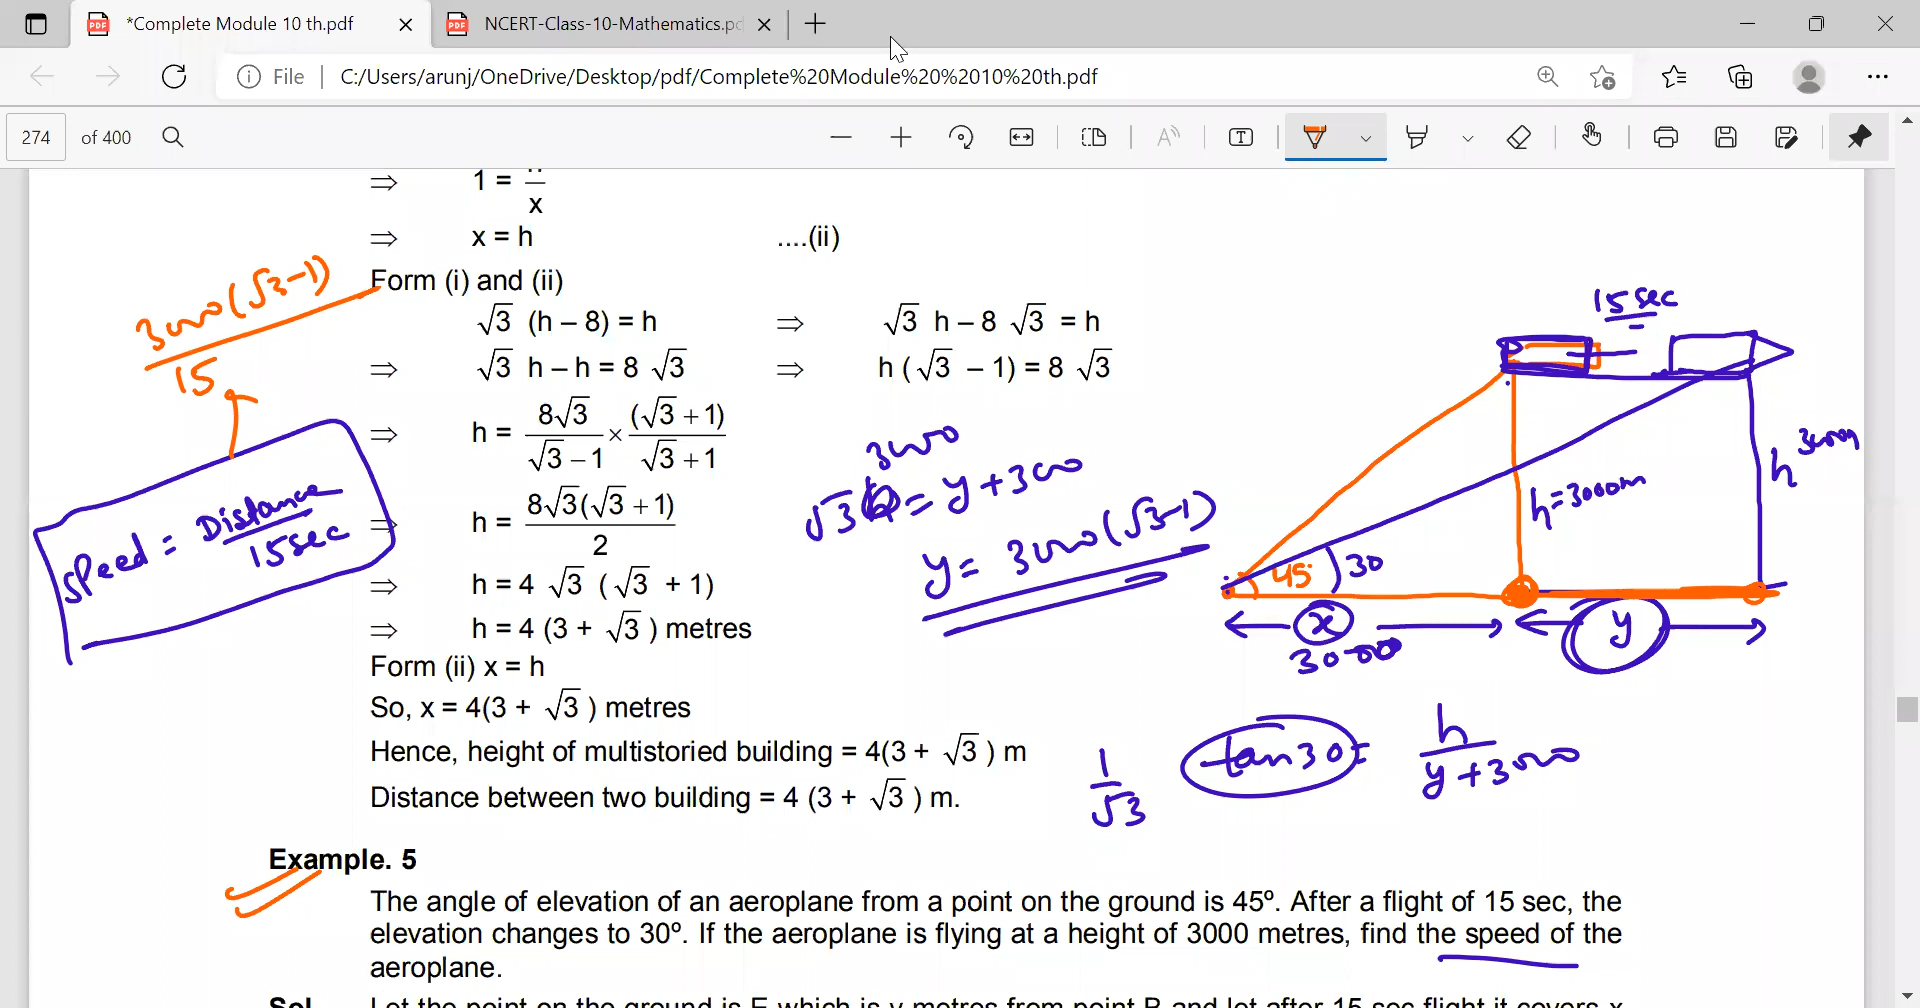 *Complete Module 10 th.pdf
NCERT-Class-10-Mathematics.pd
File
C:/Users/arunj/OneDrive/Desktop/pdf/Complete%20Module%20%2010%20th.pdf
274 of 400
⇒ 1 = h/x
⇒ x = h ....(ii)
Form (i) and (ii)
√3 (h – 8) = h ⇒ √3 h – 8 √3 = h
⇒ √3 h – h = 8 √3 ⇒ h (√3 – 1) = 8 √3
⇒ h = 8√3/(√3 – 1) × (√3 + 1)/(√3 + 1)
⇒ h = 8√3(√3 + 1)/2
⇒ h = 4 √3 (√3 + 1)
⇒ h = 4 (3 + √3 ) metres
Form (ii) x = h
So, x = 4(3 + √3 ) metres
Hence, height of multistoried building = 4(3 + √3 ) m
Distance between two building = 4 (3 + √3 ) m.
3000(√3-1)
15
Speed = Distance
15sec
3000
y = 3000(√3-1)
15 sec
h=3000m
h 3000m
45°
30
x
3000
y
1/√3
tan30 = h/y+3000
Example. 5
The angle of elevation of an aeroplane from a point on the ground is 45º. After a flight of 15 sec, the
elevation changes to 30º. If the aeroplane is flying at a height of 3000 metres, find the speed of the
aeroplane.